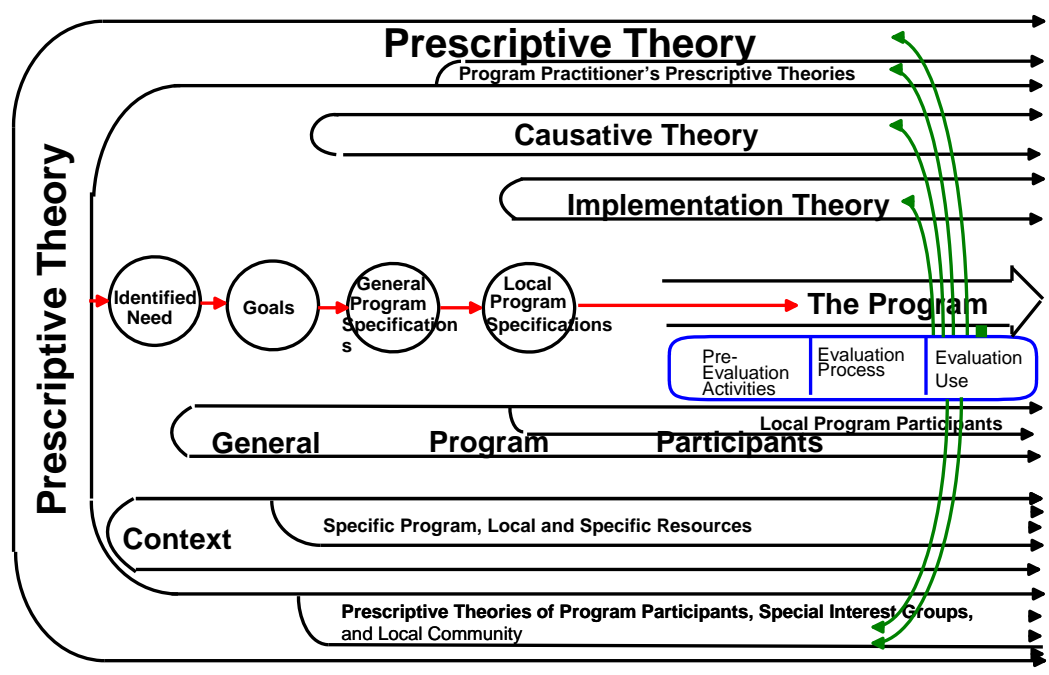 Prescriptive Theory
Program Practitioner's Prescriptive Theories
Causative Theory
Implementation Theory
Prescriptive Theory
Identified
Need
Goals
General
Program
Specification
s
Local
Program
Specifications
The Program
Pre-
Evaluation
Activities
Evaluation
Process
Evaluation
Use
Local Program Participants
General Program Participants
Specific Program, Local and Specific Resources
Context
Prescriptive Theories of Program Participants, Special Interest Groups,
and Local Community